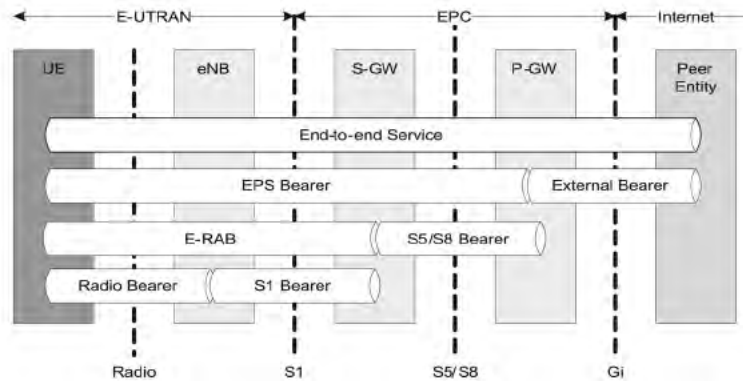 E-UTRAN EPC Internet
UE eNB S-GW P-GW Peer
Entity
End-to-end Service
EPS Bearer External Bearer
E-RAB S5/S8 Bearer
Radio Bearer S1 Bearer
Radio S1 S5/S8 Gi